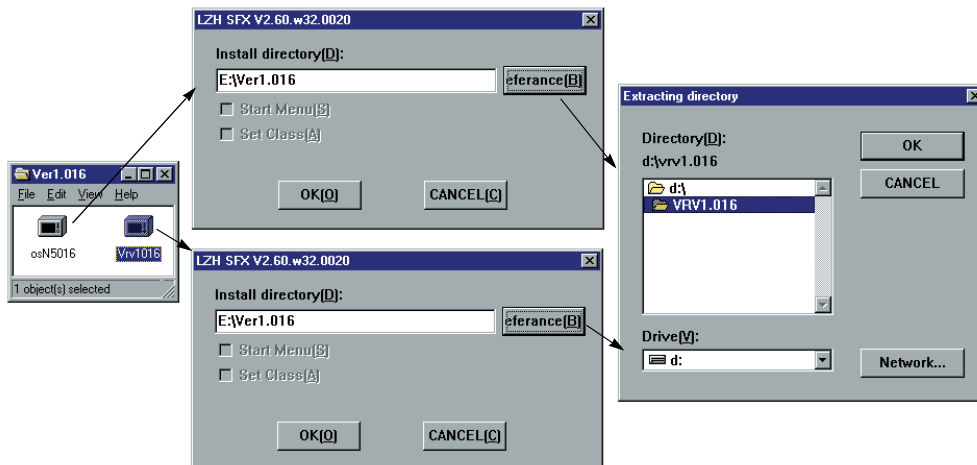 LZH SFX V2.60.w32.0020
Install directory(D):
E:\Ver1.016
eferance(B)
Start Menu(S)
Set Class(A)
OK(O)
CANCEL(C)
Ver1.016
File Edit View Help
osN5016
Vrv1016
1 object(s) selected
LZH SFX V2.60.w32.0020
Install directory(D):
E:\Ver1.016
eferance(B)
Start Menu(S)
Set Class(A)
OK(O)
CANCEL(C)
Extracting directory
Directory(D):
d:\vrv1.016
d:\
VRV1.016
OK
CANCEL
Drive(V):
d:
Network...